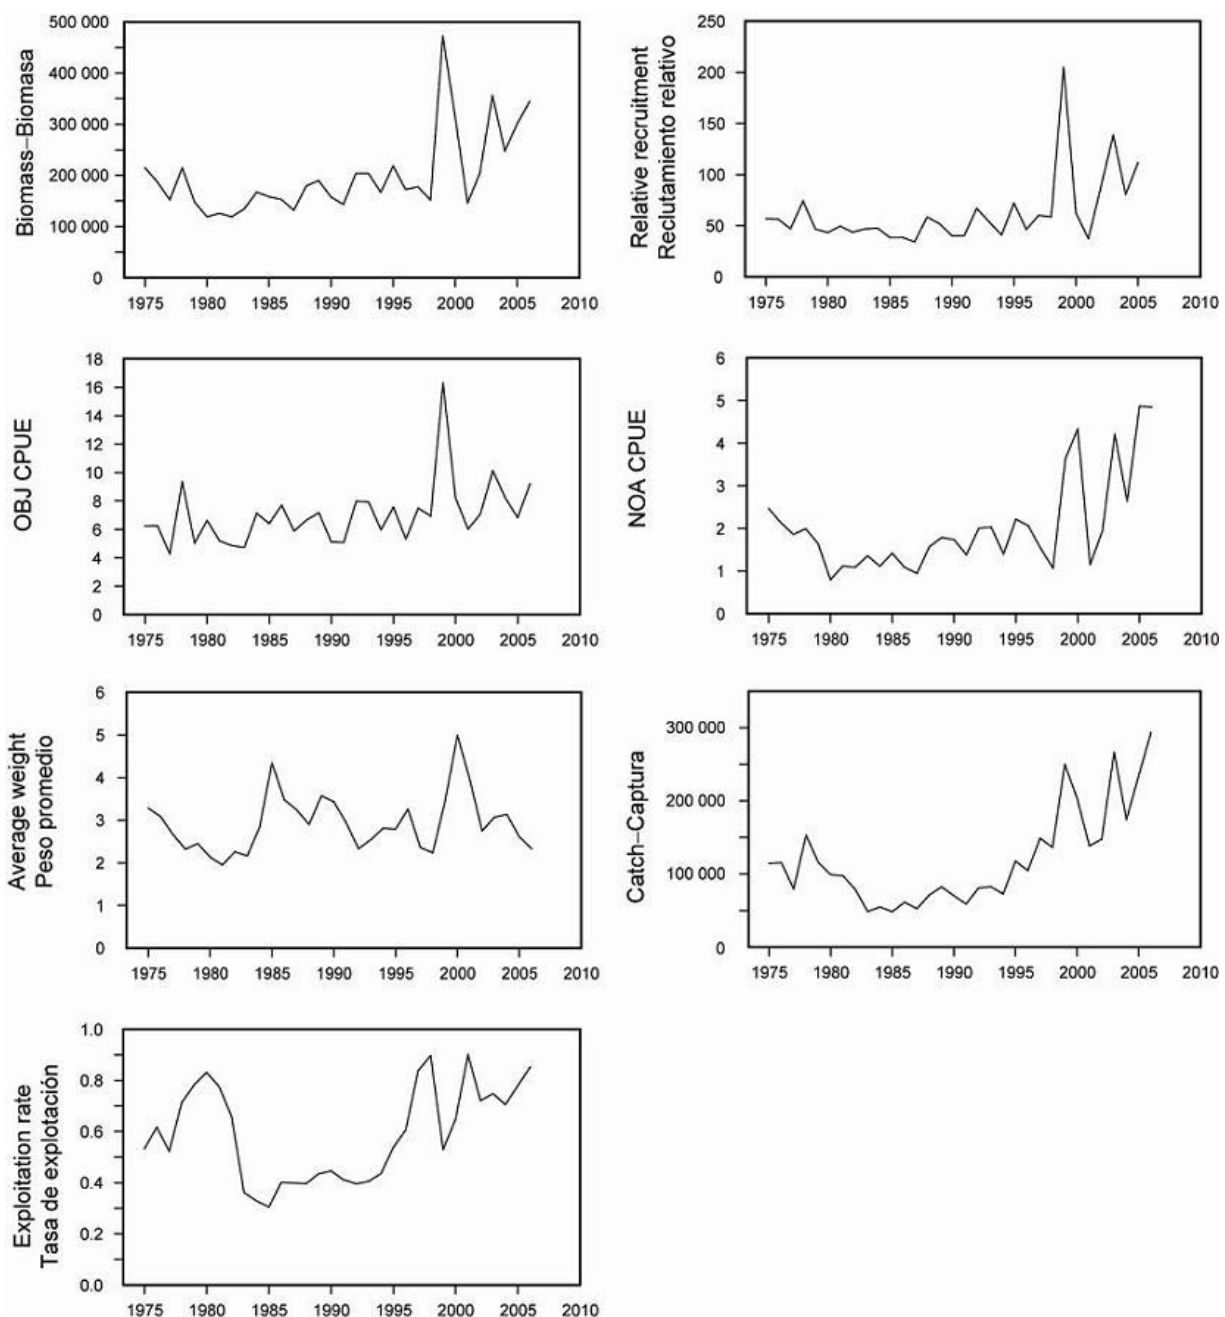 Biomass–Biomasa
500 000
400 000
300 000
200 000
100 000
0
1975 1980 1985 1990 1995 2000 2005 2010
Relative recruitment
Reclutamiento relativo
250
200
150
100
50
0
1975 1980 1985 1990 1995 2000 2005 2010
OBJ CPUE
18
16
14
12
10
8
6
4
2
0
1975 1980 1985 1990 1995 2000 2005 2010
NOA CPUE
6
5
4
3
2
1
0
1975 1980 1985 1990 1995 2000 2005 2010
Average weight
Peso promedio
6
5
4
3
2
1
0
1975 1980 1985 1990 1995 2000 2005 2010
Catch–Captura
300 000
200 000
100 000
0
1975 1980 1985 1990 1995 2000 2005 2010
Exploitation rate
Tasa de explotación
1.0
0.8
0.6
0.4
0.2
0.0
1975 1980 1985 1990 1995 2000 2005 2010